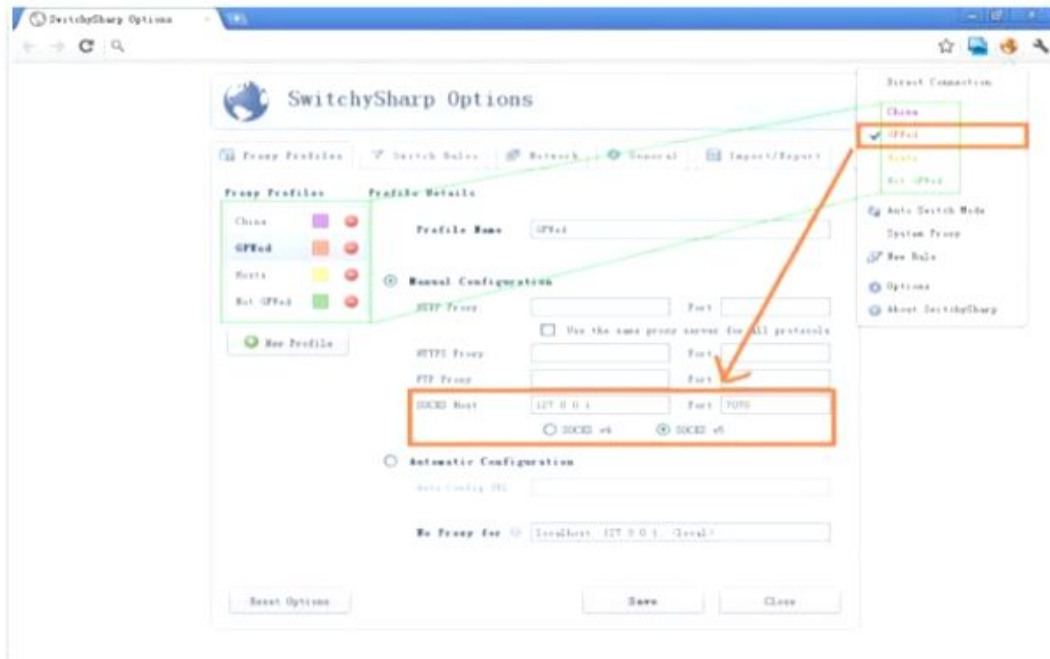 SwitchySharp Options
SwitchySharp Options
Direct Connection
China
GFWed
Hosts
Not GFWed
Auto Switch Mode
System Proxy
New Rule
Options
About SwitchySharp
Proxy Profiles
Switch Rules
Network
General
Import/Export
Proxy Profiles
China
GFWed
Hosts
Not GFWed
New Profile
Profile Details
Profile Name GFWed
Manual Configuration
HTTP Proxy Port
Use the same proxy server for all protocols
HTTPS Proxy Port
FTP Proxy Port
SOCKS Host 127.0.0.1 Port 7070
SOCKS v4 SOCKS v5
Automatic Configuration
Auto Config URL
No Proxy for localhost; 127.0.0.1; <local>
Reset Options Save Close